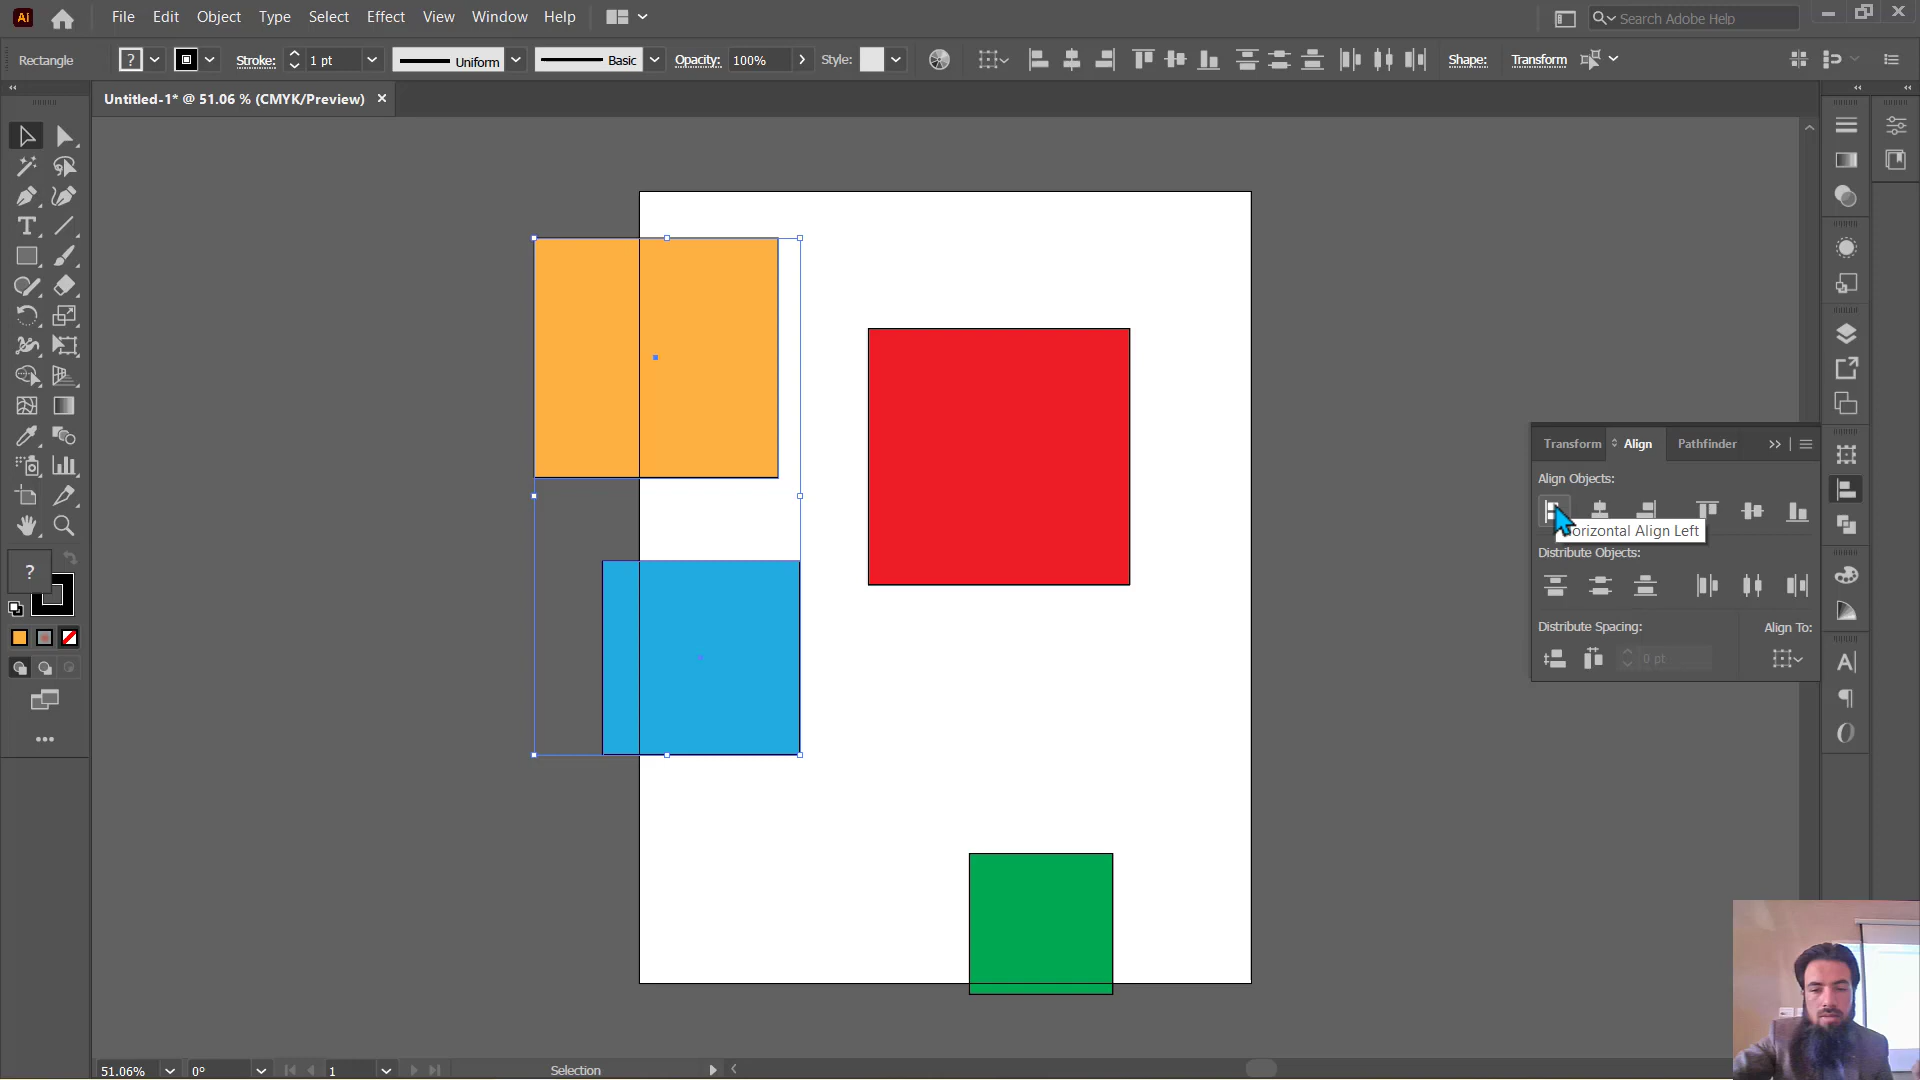 Ai File Edit Object Type Select Effect View Window Help Search Adobe Help
Rectangle ? Stroke: 1 pt Uniform Basic Opacity: 100% Style: Shape: Transform
Untitled-1* @ 51.06 % (CMYK/Preview) ×
Transform Align Pathfinder
Align Objects:
orizontal Align Left
Distribute Objects:
Distribute Spacing: Align To:
0 pt
?
51.06% 0° 1 Selection